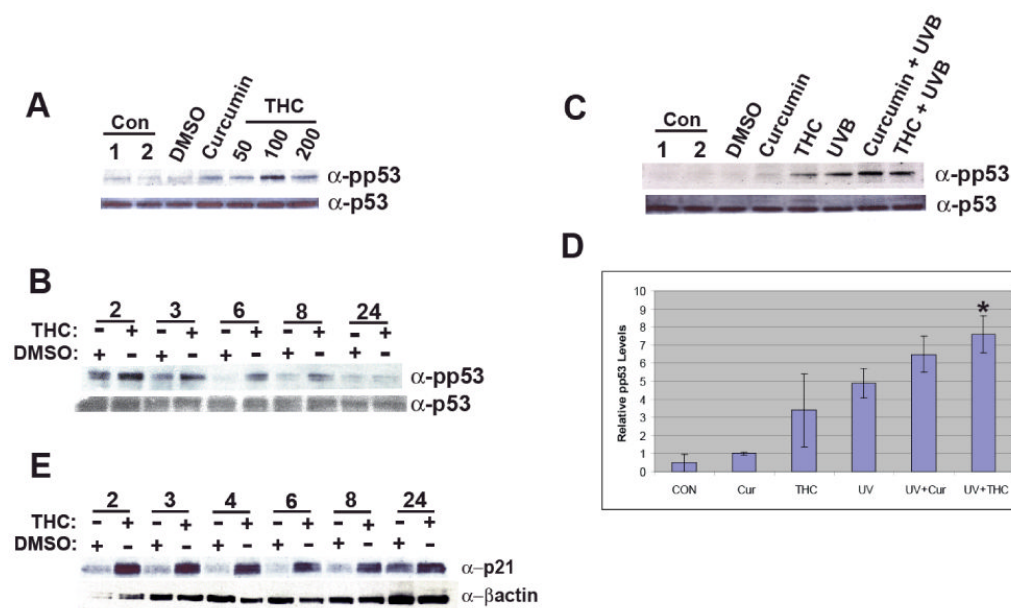 A
Con
DMSO
Curcumin
THC
1 2
50 100 200
α-pp53
α-p53
B
2 3 6 8 24
THC: - + - + - + - + - +
DMSO: + - + - + - + - + -
α-pp53
α-p53
E
2 3 4 6 8 24
THC: - + - + - + - + - + - +
DMSO: + - + - + - + - + - + -
α-p21
α-βactin
C
Con
DMSO
Curcumin
THC
UVB
Curcumin + UVB
THC + UVB
1 2
α-pp53
α-p53
D
Relative pp53 Levels
10
9
8
7
6
5
4
3
2
1
0
*
CON Cur THC UV UV+Cur UV+THC